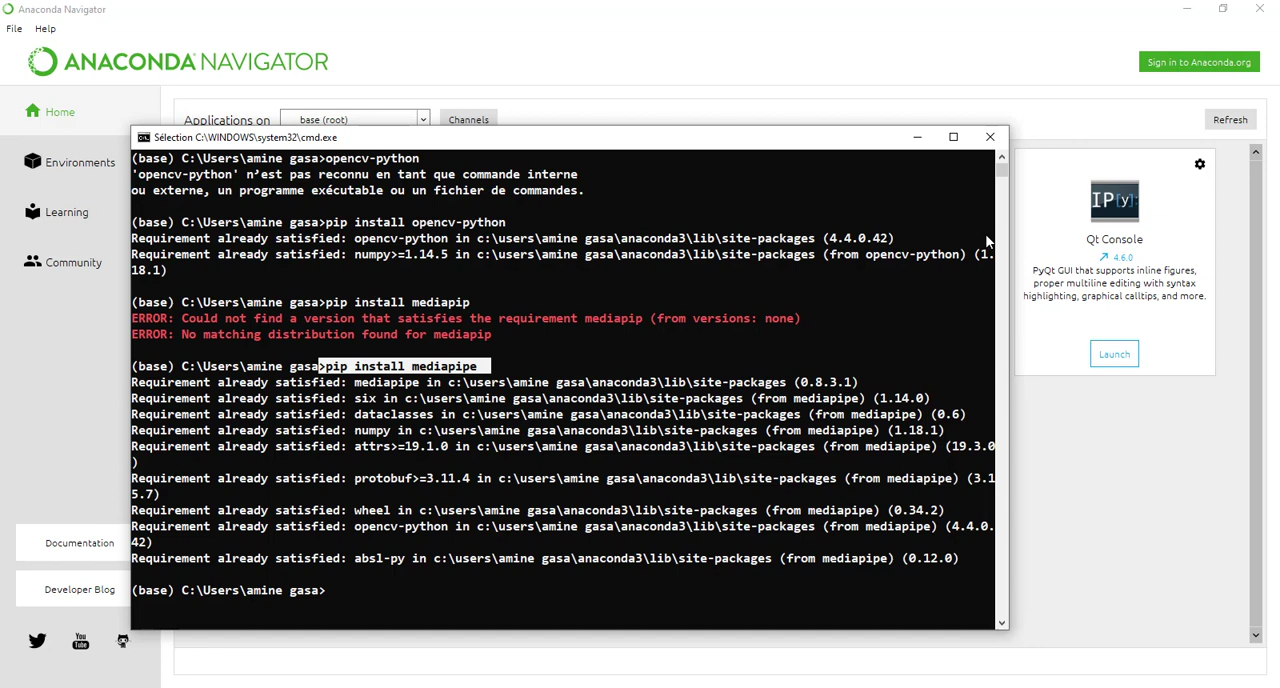 Anaconda Navigator
File Help
ANACONDA NAVIGATOR
Sign in to Anaconda.org
Home
Environments
Learning
Community
Documentation
Developer Blog
You
Tube
Applications on base (root) Channels
Refresh
Sélection C:\WINDOWS\system32\cmd.exe
(base) C:\Users\amine gasa>opencv-python
'opencv-python' n'est pas reconnu en tant que commande interne
ou externe, un programme exécutable ou un fichier de commandes.
(base) C:\Users\amine gasa>pip install opencv-python
Requirement already satisfied: opencv-python in c:\users\amine gasa\anaconda3\lib\site-packages (4.4.0.42)
Requirement already satisfied: numpy>=1.14.5 in c:\users\amine gasa\anaconda3\lib\site-packages (from opencv-python) (1.
18.1)
(base) C:\Users\amine gasa>pip install mediapip
ERROR: Could not find a version that satisfies the requirement mediapip (from versions: none)
ERROR: No matching distribution found for mediapip
(base) C:\Users\amine gasa>pip install mediapipe
Requirement already satisfied: mediapipe in c:\users\amine gasa\anaconda3\lib\site-packages (0.8.3.1)
Requirement already satisfied: six in c:\users\amine gasa\anaconda3\lib\site-packages (from mediapipe) (1.14.0)
Requirement already satisfied: dataclasses in c:\users\amine gasa\anaconda3\lib\site-packages (from mediapipe) (0.6)
Requirement already satisfied: numpy in c:\users\amine gasa\anaconda3\lib\site-packages (from mediapipe) (1.18.1)
Requirement already satisfied: attrs>=19.1.0 in c:\users\amine gasa\anaconda3\lib\site-packages (from mediapipe) (19.3.0
)
Requirement already satisfied: protobuf>=3.11.4 in c:\users\amine gasa\anaconda3\lib\site-packages (from mediapipe) (3.1
5.7)
Requirement already satisfied: wheel in c:\users\amine gasa\anaconda3\lib\site-packages (from mediapipe) (0.34.2)
Requirement already satisfied: opencv-python in c:\users\amine gasa\anaconda3\lib\site-packages (from mediapipe) (4.4.0.
42)
Requirement already satisfied: absl-py in c:\users\amine gasa\anaconda3\lib\site-packages (from mediapipe) (0.12.0)
(base) C:\Users\amine gasa>
IP[y]:
Qt Console
4.6.0
PyQt GUI that supports inline figures,
proper multiline editing with syntax
highlighting, graphical calltips, and more.
Launch